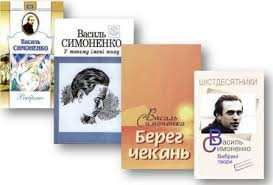 Василь
СИМОНЕНКО
Вибране
Василь
СИМОНЕНКО
У твоєму імені живу
Василь
Симоненко
Берег
чекань
ШІСТДЕСЯТНИКИ
Василь
Симоненко
Вибрані
твори